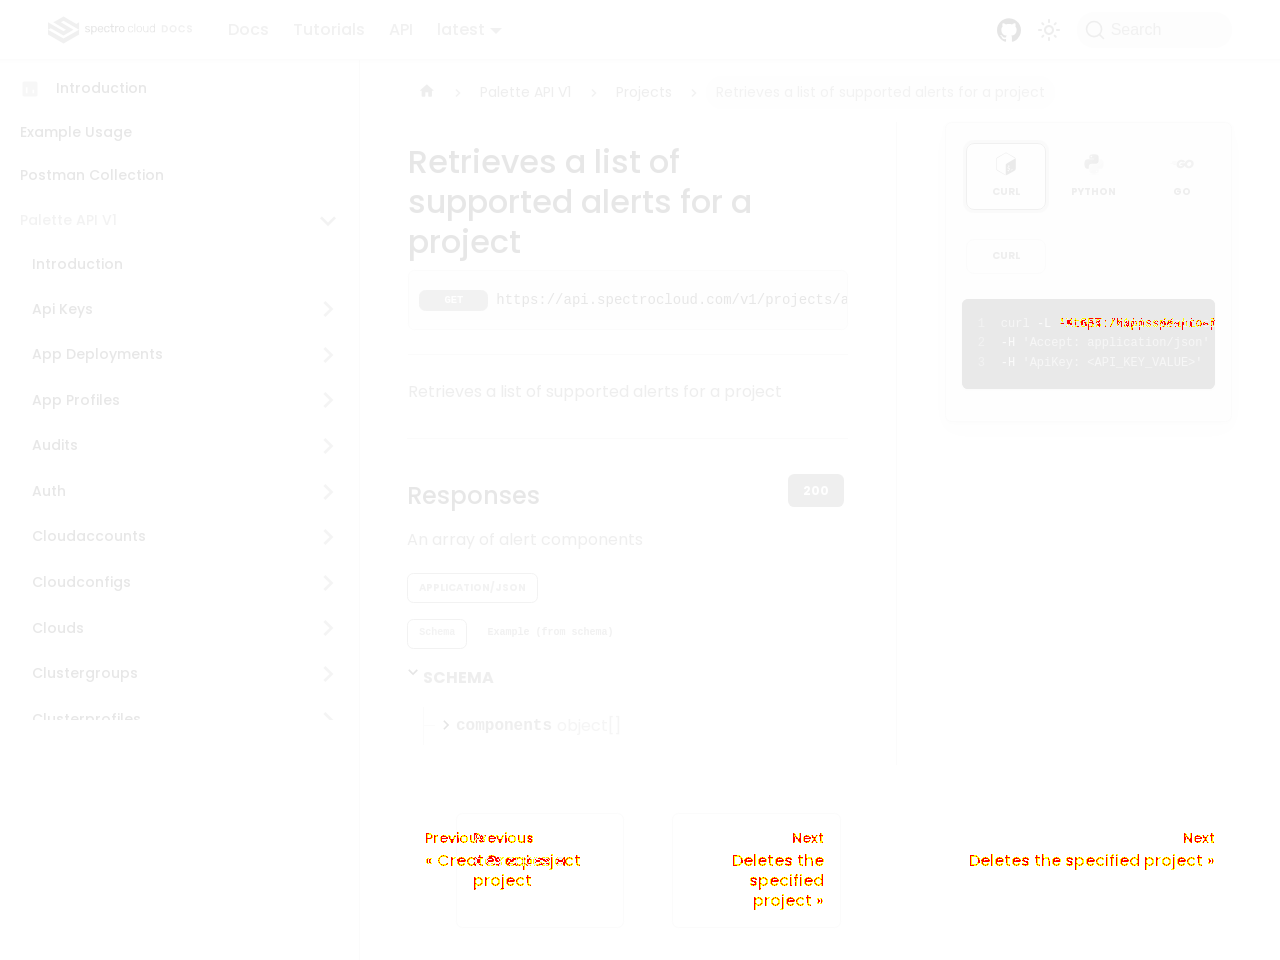 spectro cloud DOCS
Docs Tutorials API latest
Search
Introduction
Example Usage
Postman Collection
Palette API V1
Introduction
Api Keys
App Deployments
App Profiles
Audits
Auth
Cloudaccounts
Cloudconfigs
Clouds
Clustergroups
Clusterprofiles
Palette API V1 Projects Retrieves a list of supported alerts for a project
Retrieves a list of
supported alerts for a
project
GET https://api.spectrocloud.com/v1/projects/a
Retrieves a list of supported alerts for a project
Responses
200
An array of alert components
APPLICATION/JSON
Schema Example (from schema)
SCHEMA
components object[]
CURL PYTHON GO
CURL
1 curl -L
2 -H 'Accept: application/json'
3 -H 'ApiKey: <API_KEY_VALUE>'
Previous
Previous
« Create
project
project
Next
Deletes the
specified
project »
Next
Deletes the specified project »